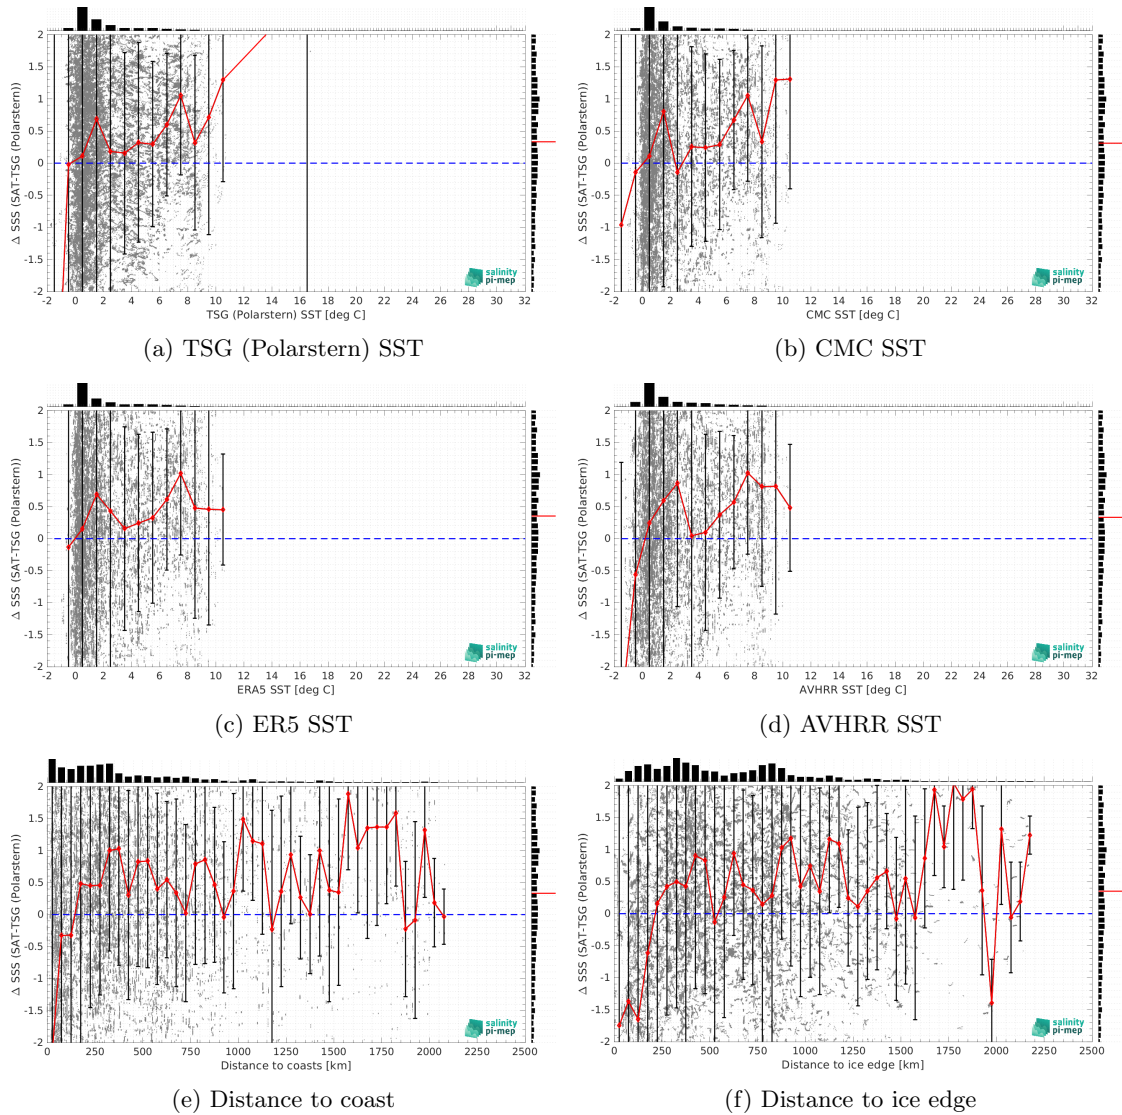 Δ SSS (SAT-TSG (Polarstern))
2
1.5
1
0.5
0
-0.5
-1
-1.5
-2
-2 0 2 4 6 8 10 12 14 16 18 20 22 24 26 28 30 32
TSG (Polarstern) SST [deg C]
salinity
pi-mep
(a) TSG (Polarstern) SST
Δ SSS (SAT-TSG (Polarstern))
2
1.5
1
0.5
0
-0.5
-1
-1.5
-2
-2 0 2 4 6 8 10 12 14 16 18 20 22 24 26 28 30 32
CMC SST [deg C]
salinity
pi-mep
(b) CMC SST
Δ SSS (SAT-TSG (Polarstern))
2
1.5
1
0.5
0
-0.5
-1
-1.5
-2
-2 0 2 4 6 8 10 12 14 16 18 20 22 24 26 28 30 32
ERA5 SST [deg C]
salinity
pi-mep
(c) ER5 SST
Δ SSS (SAT-TSG (Polarstern))
2
1.5
1
0.5
0
-0.5
-1
-1.5
-2
-2 0 2 4 6 8 10 12 14 16 18 20 22 24 26 28 30 32
AVHRR SST [deg C]
salinity
pi-mep
(d) AVHRR SST
Δ SSS (SAT-TSG (Polarstern))
2
1.5
1
0.5
0
-0.5
-1
-1.5
-2
0 250 500 750 1000 1250 1500 1750 2000 2250 2500
Distance to coasts [km]
salinity
pi-mep
(e) Distance to coast
Δ SSS (SAT-TSG (Polarstern))
2
1.5
1
0.5
0
-0.5
-1
-1.5
-2
0 250 500 750 1000 1250 1500 1750 2000 2250 2500
Distance to ice edge [km]
salinity
pi-mep
(f) Distance to ice edge